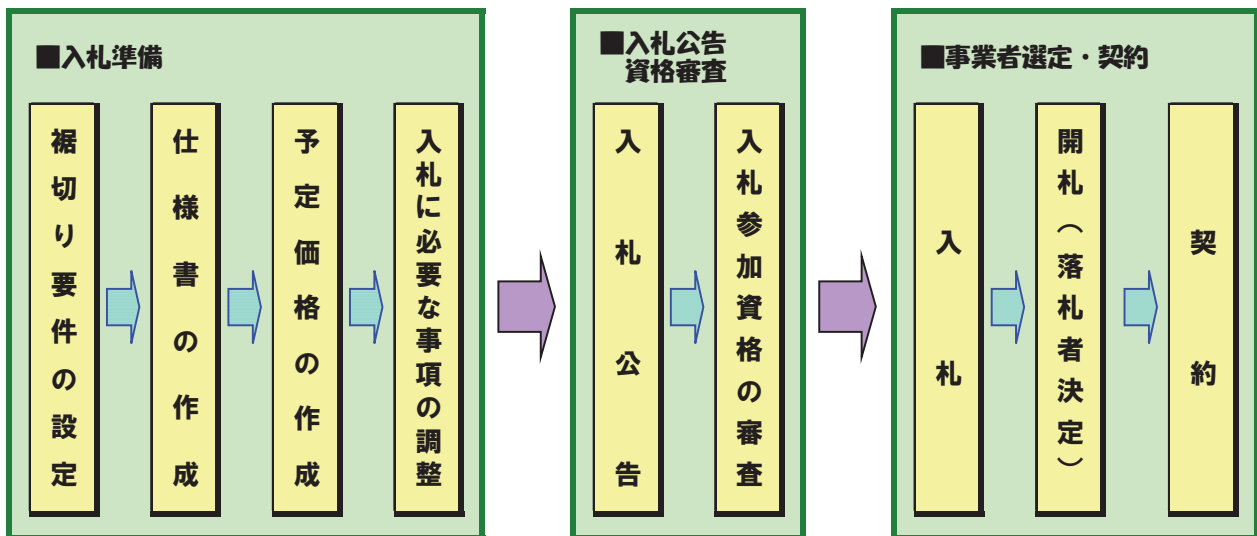 ■入札準備
裾切り要件の設定
仕様書の作成
予定価格の作成
入札に必要な事項の調整
■入札公告
資格審査
入札公告
入札参加資格の審査
■事業者選定・契約
入札
開札（落札者決定）
契約